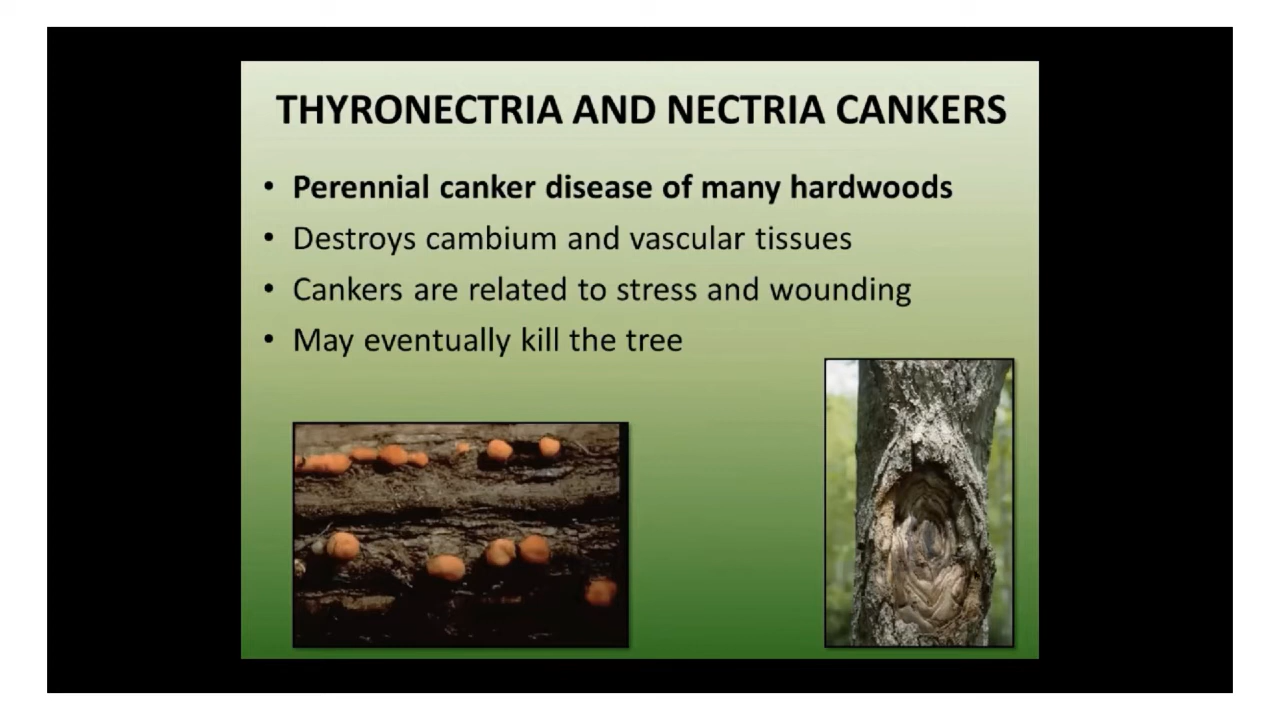 THYRONECTRIA AND NECTRIA CANKERS
• Perennial canker disease of many hardwoods
• Destroys cambium and vascular tissues
• Cankers are related to stress and wounding
• May eventually kill the tree